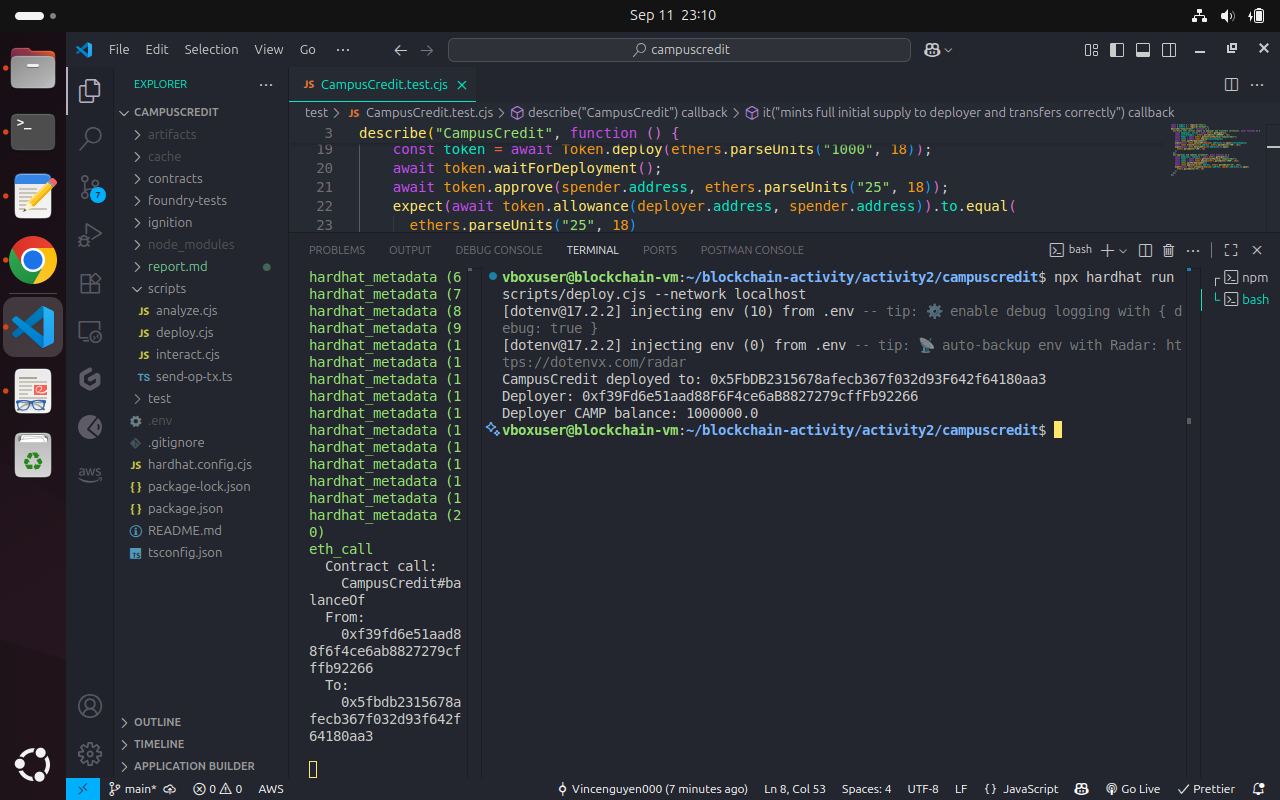 Sep 11 23:10
File Edit Selection View Go ···
campuscredit
EXPLORER
CAMPUSCREDIT
artifacts
cache
contracts
foundry-tests
ignition
node_modules
report.md
scripts
JS analyze.cjs
JS deploy.cjs
JS interact.cjs
TS send-op-tx.ts
test
.env
.gitignore
JS hardhat.config.cjs
{ } package-lock.json
{ } package.json
README.md
TS tsconfig.json
OUTLINE
TIMELINE
APPLICATION BUILDER
7
aws
JS CampusCredit.test.cjs
test > JS CampusCredit.test.cjs > describe("CampusCredit") callback > it("mints full initial supply to deployer and transfers correctly") callback
3 describe("CampusCredit", function () {
19 const token = await Token.deploy(ethers.parseUnits("1000", 18));
20 await token.waitForDeployment();
21 await token.approve(spender.address, ethers.parseUnits("25", 18));
22 expect(await token.allowance(deployer.address, spender.address)).to.equal(
23 ethers.parseUnits("25", 18)
PROBLEMS OUTPUT DEBUG CONSOLE TERMINAL PORTS POSTMAN CONSOLE
bash
hardhat_metadata (6
hardhat_metadata (7
hardhat_metadata (8
hardhat_metadata (9
hardhat_metadata (1
hardhat_metadata (1
hardhat_metadata (1
hardhat_metadata (1
hardhat_metadata (1
hardhat_metadata (1
hardhat_metadata (1
hardhat_metadata (1
hardhat_metadata (1
hardhat_metadata (1
hardhat_metadata (2
0)
eth_call
Contract call:
CampusCredit#ba
lanceOf
From:
0xf39fd6e51aad8
8f6f4ce6ab8827279cf
ffb92266
To:
0x5fbdb2315678a
fecb367f032d93f642f
64180aa3
vboxuser@blockchain-vm:~/blockchain-activity/activity2/campuscredit$ npx hardhat run
scripts/deploy.cjs --network localhost
[dotenv@17.2.2] injecting env (10) from .env -- tip: ⚙️ enable debug logging with { d
ebug: true }
[dotenv@17.2.2] injecting env (0) from .env -- tip: 📡 auto-backup env with Radar: ht
tps://dotenvx.com/radar
CampusCredit deployed to: 0x5FbDB2315678afecb367f032d93F642f64180aa3
Deployer: 0xf39Fd6e51aad88F6F4ce6aB8827279cffFb92266
Deployer CAMP balance: 1000000.0
vboxuser@blockchain-vm:~/blockchain-activity/activity2/campuscredit$
npm
bash
main* 0 0 AWS Vincenguyen000 (7 minutes ago) Ln 8, Col 53 Spaces: 4 UTF-8 LF { } JavaScript Go Live Prettier